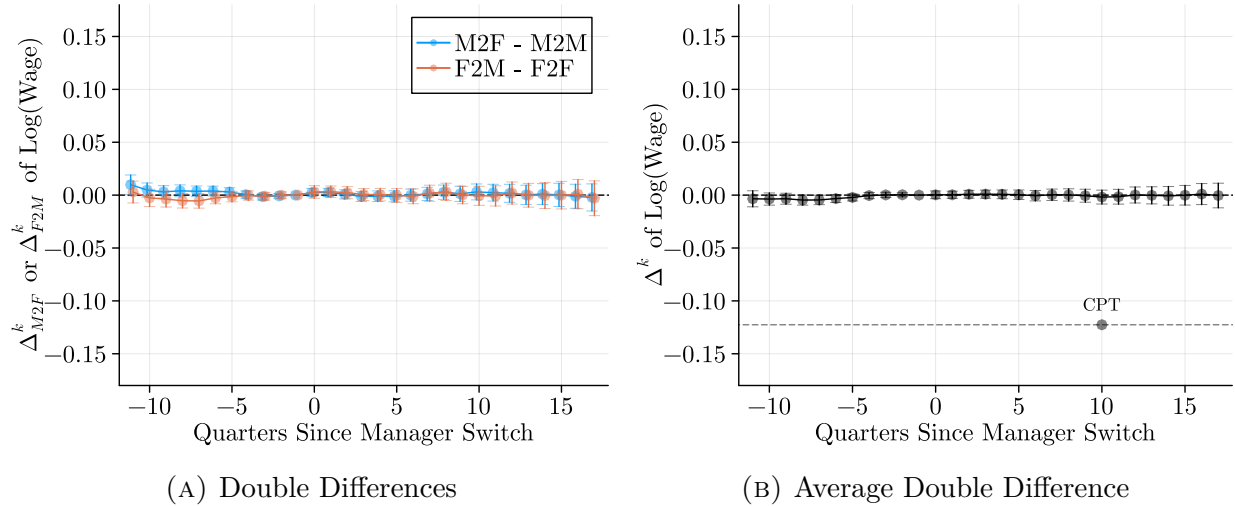 0.15
0.10
0.05
0.00
−0.05
−0.10
−0.15
Δ^k_{M2F} or Δ^k_{F2M} of Log(Wage)
M2F - M2M
F2M - F2F
−10 −5 0 5 10 15
Quarters Since Manager Switch
(A) Double Differences
0.15
0.10
0.05
0.00
−0.05
−0.10
−0.15
Δ^k of Log(Wage)
CPT
−10 −5 0 5 10 15
Quarters Since Manager Switch
(B) Average Double Difference